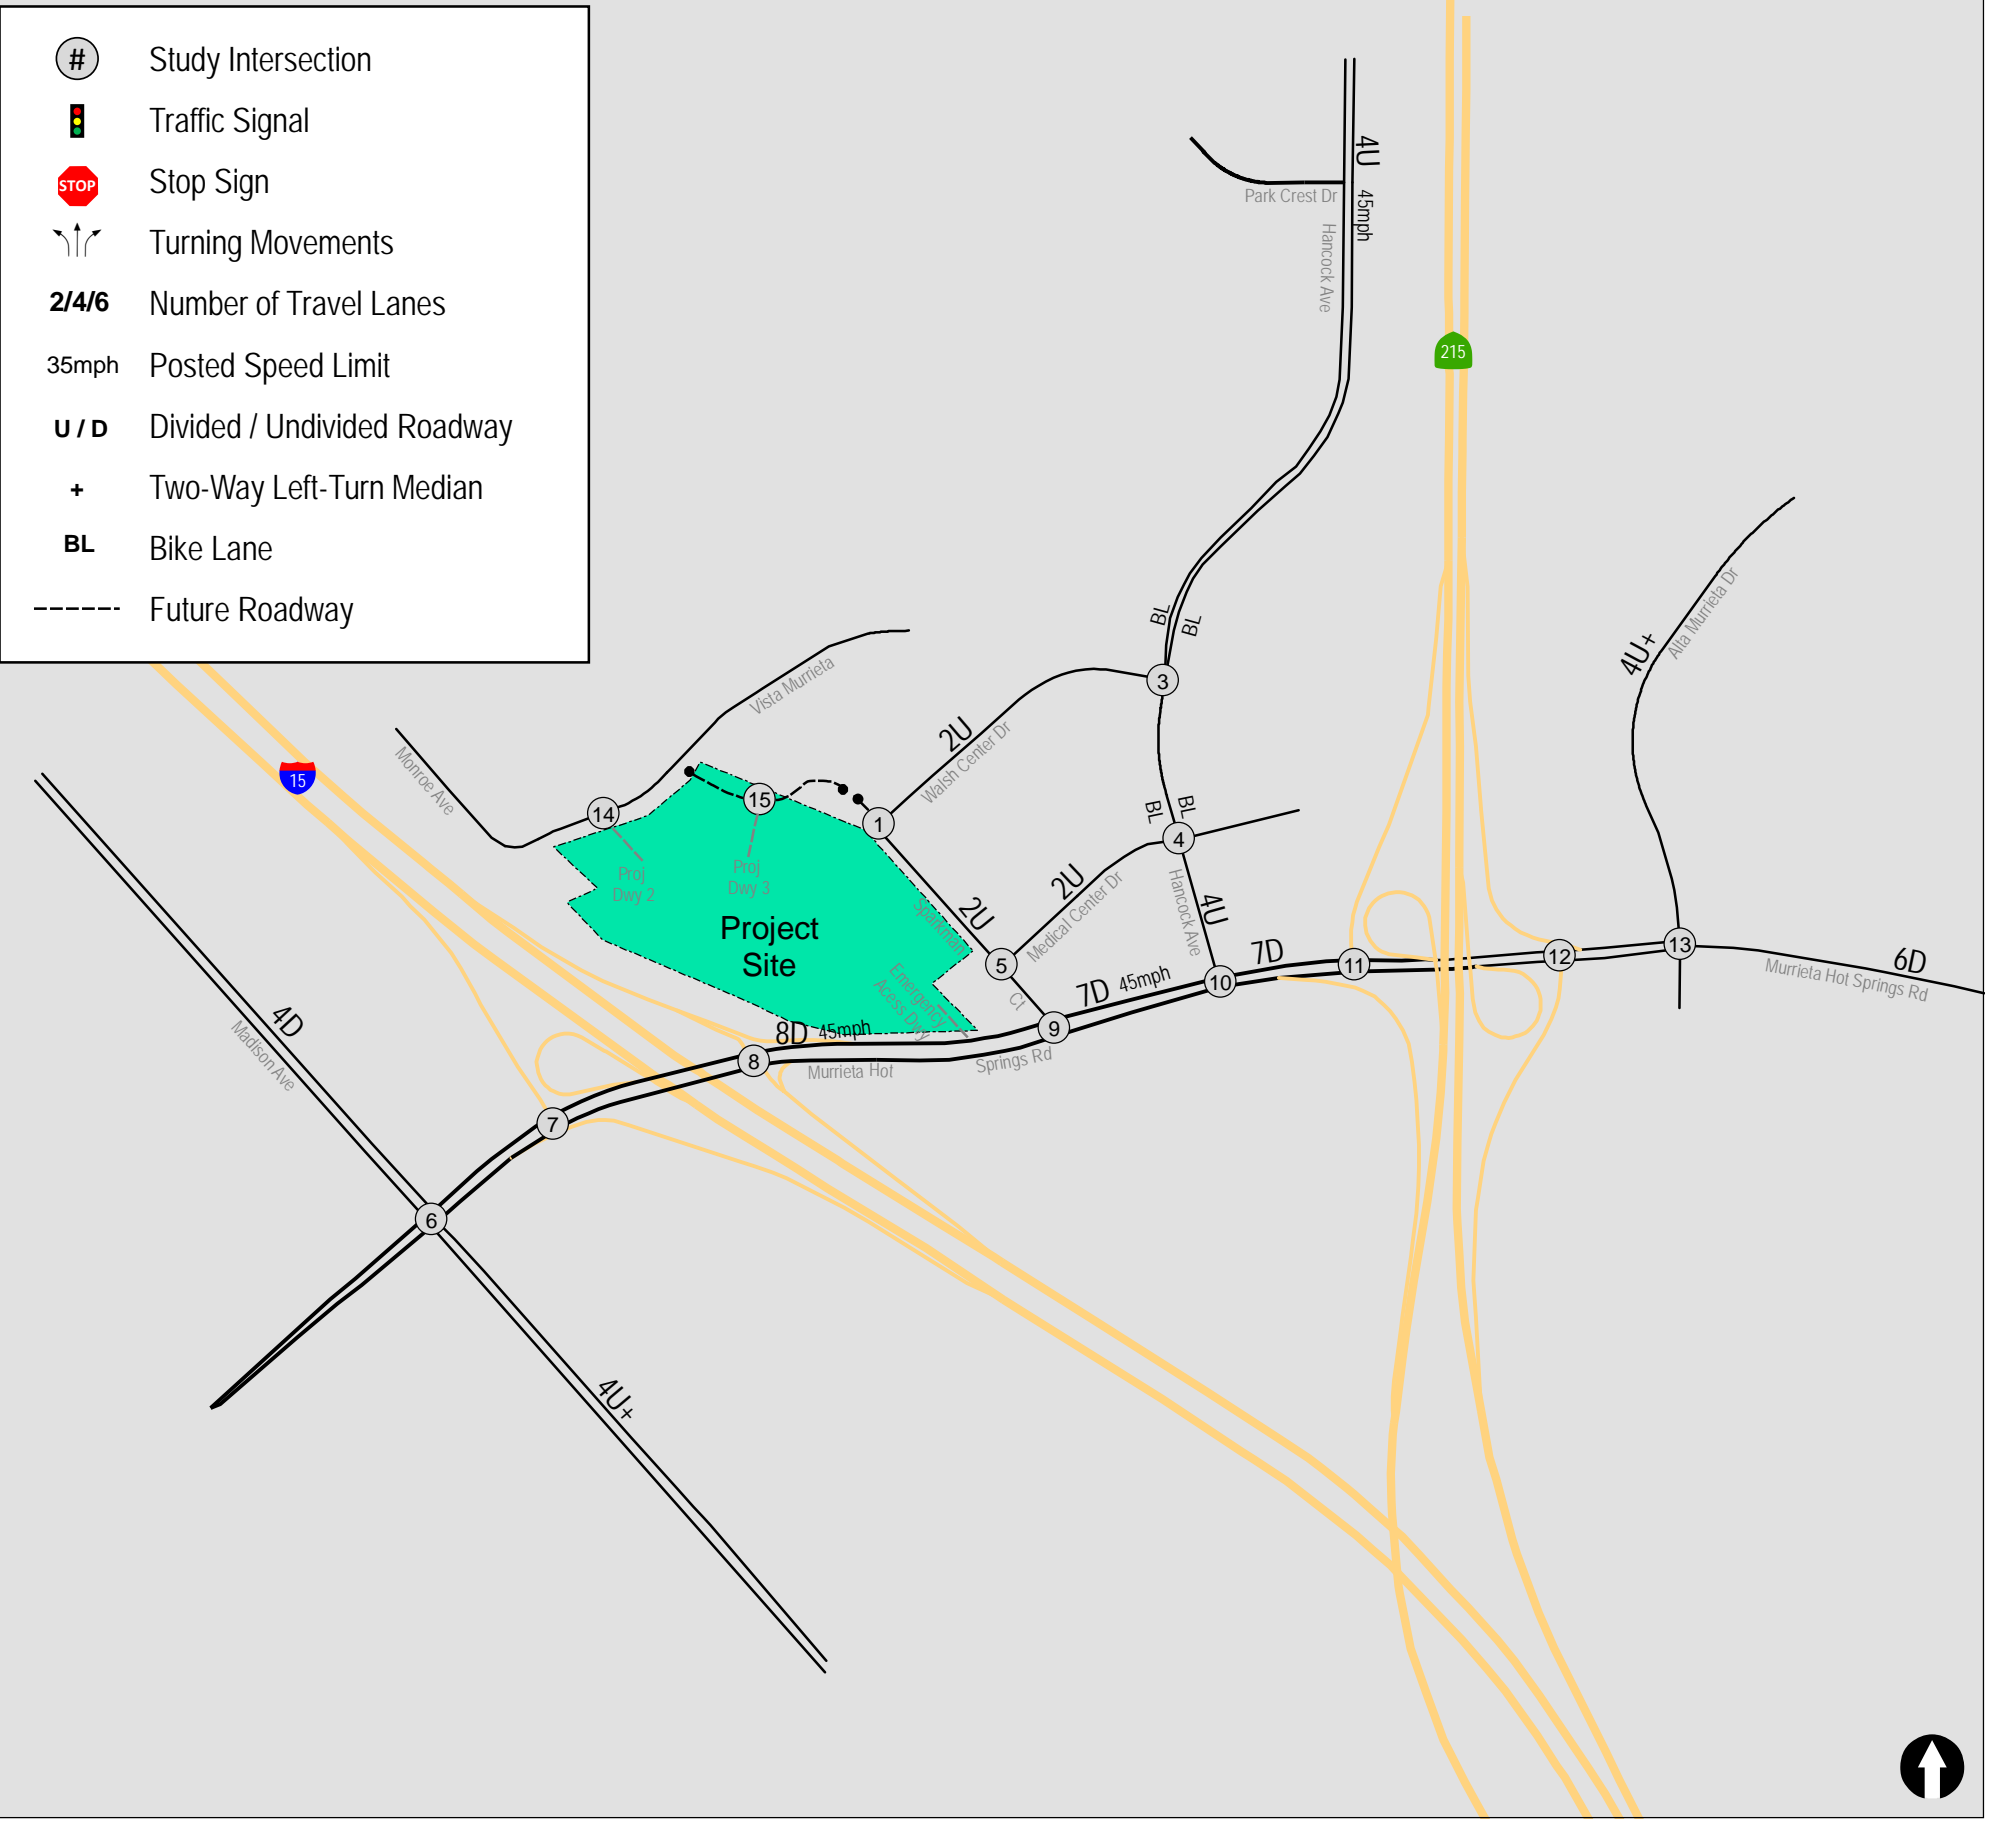 # Study Intersection
Traffic Signal
STOP Stop Sign
Turning Movements
2/4/6 Number of Travel Lanes
35mph Posted Speed Limit
U / D Divided / Undivided Roadway
+ Two-Way Left-Turn Median
BL Bike Lane
Future Roadway
4U
45mph
Park Crest Dr
Hancock Ave
215
BL
BL
3
4U+
Alta Murrieta Dr
Vista Murrieta
2U
Walsh Center Dr
15
Monroe Ave
14
15
1
BL
BL
4
Proj
Dwy 2
Proj
Dwy 3
2U
Medical Center Dr
Hancock Ave
4U
Project
Site
Sparkman
2U
5
Ct
Emergency
Acess Dwy
7D
11
12
13
6D
Murrieta Hot Springs Rd
10
7D 45mph
9
8D 45mph
8
Murrieta Hot
Springs Rd
4D
Madison Ave
7
6
4U+